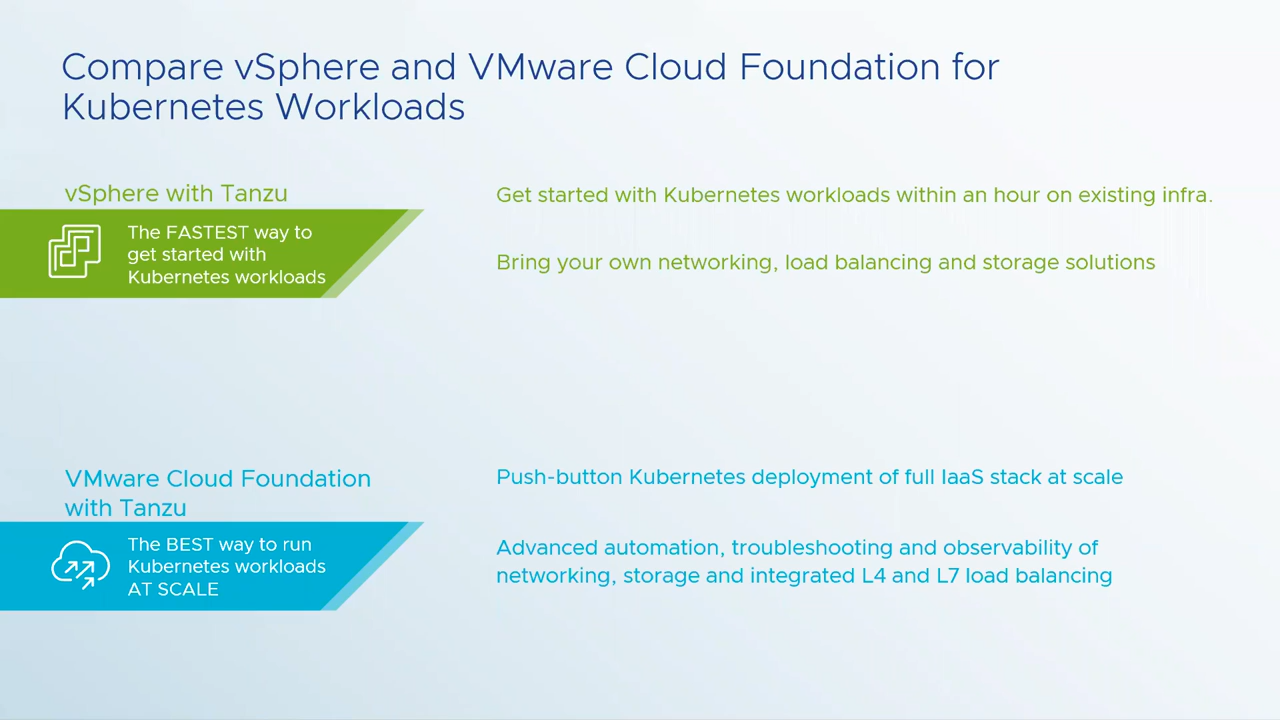 Compare vSphere and VMware Cloud Foundation for
Kubernetes Workloads
vSphere with Tanzu
The FASTEST way to
get started with
Kubernetes workloads
Get started with Kubernetes workloads within an hour on existing infra.
Bring your own networking, load balancing and storage solutions
VMware Cloud Foundation
with Tanzu
The BEST way to run
Kubernetes workloads
AT SCALE
Push-button Kubernetes deployment of full IaaS stack at scale
Advanced automation, troubleshooting and observability of
networking, storage and integrated L4 and L7 load balancing